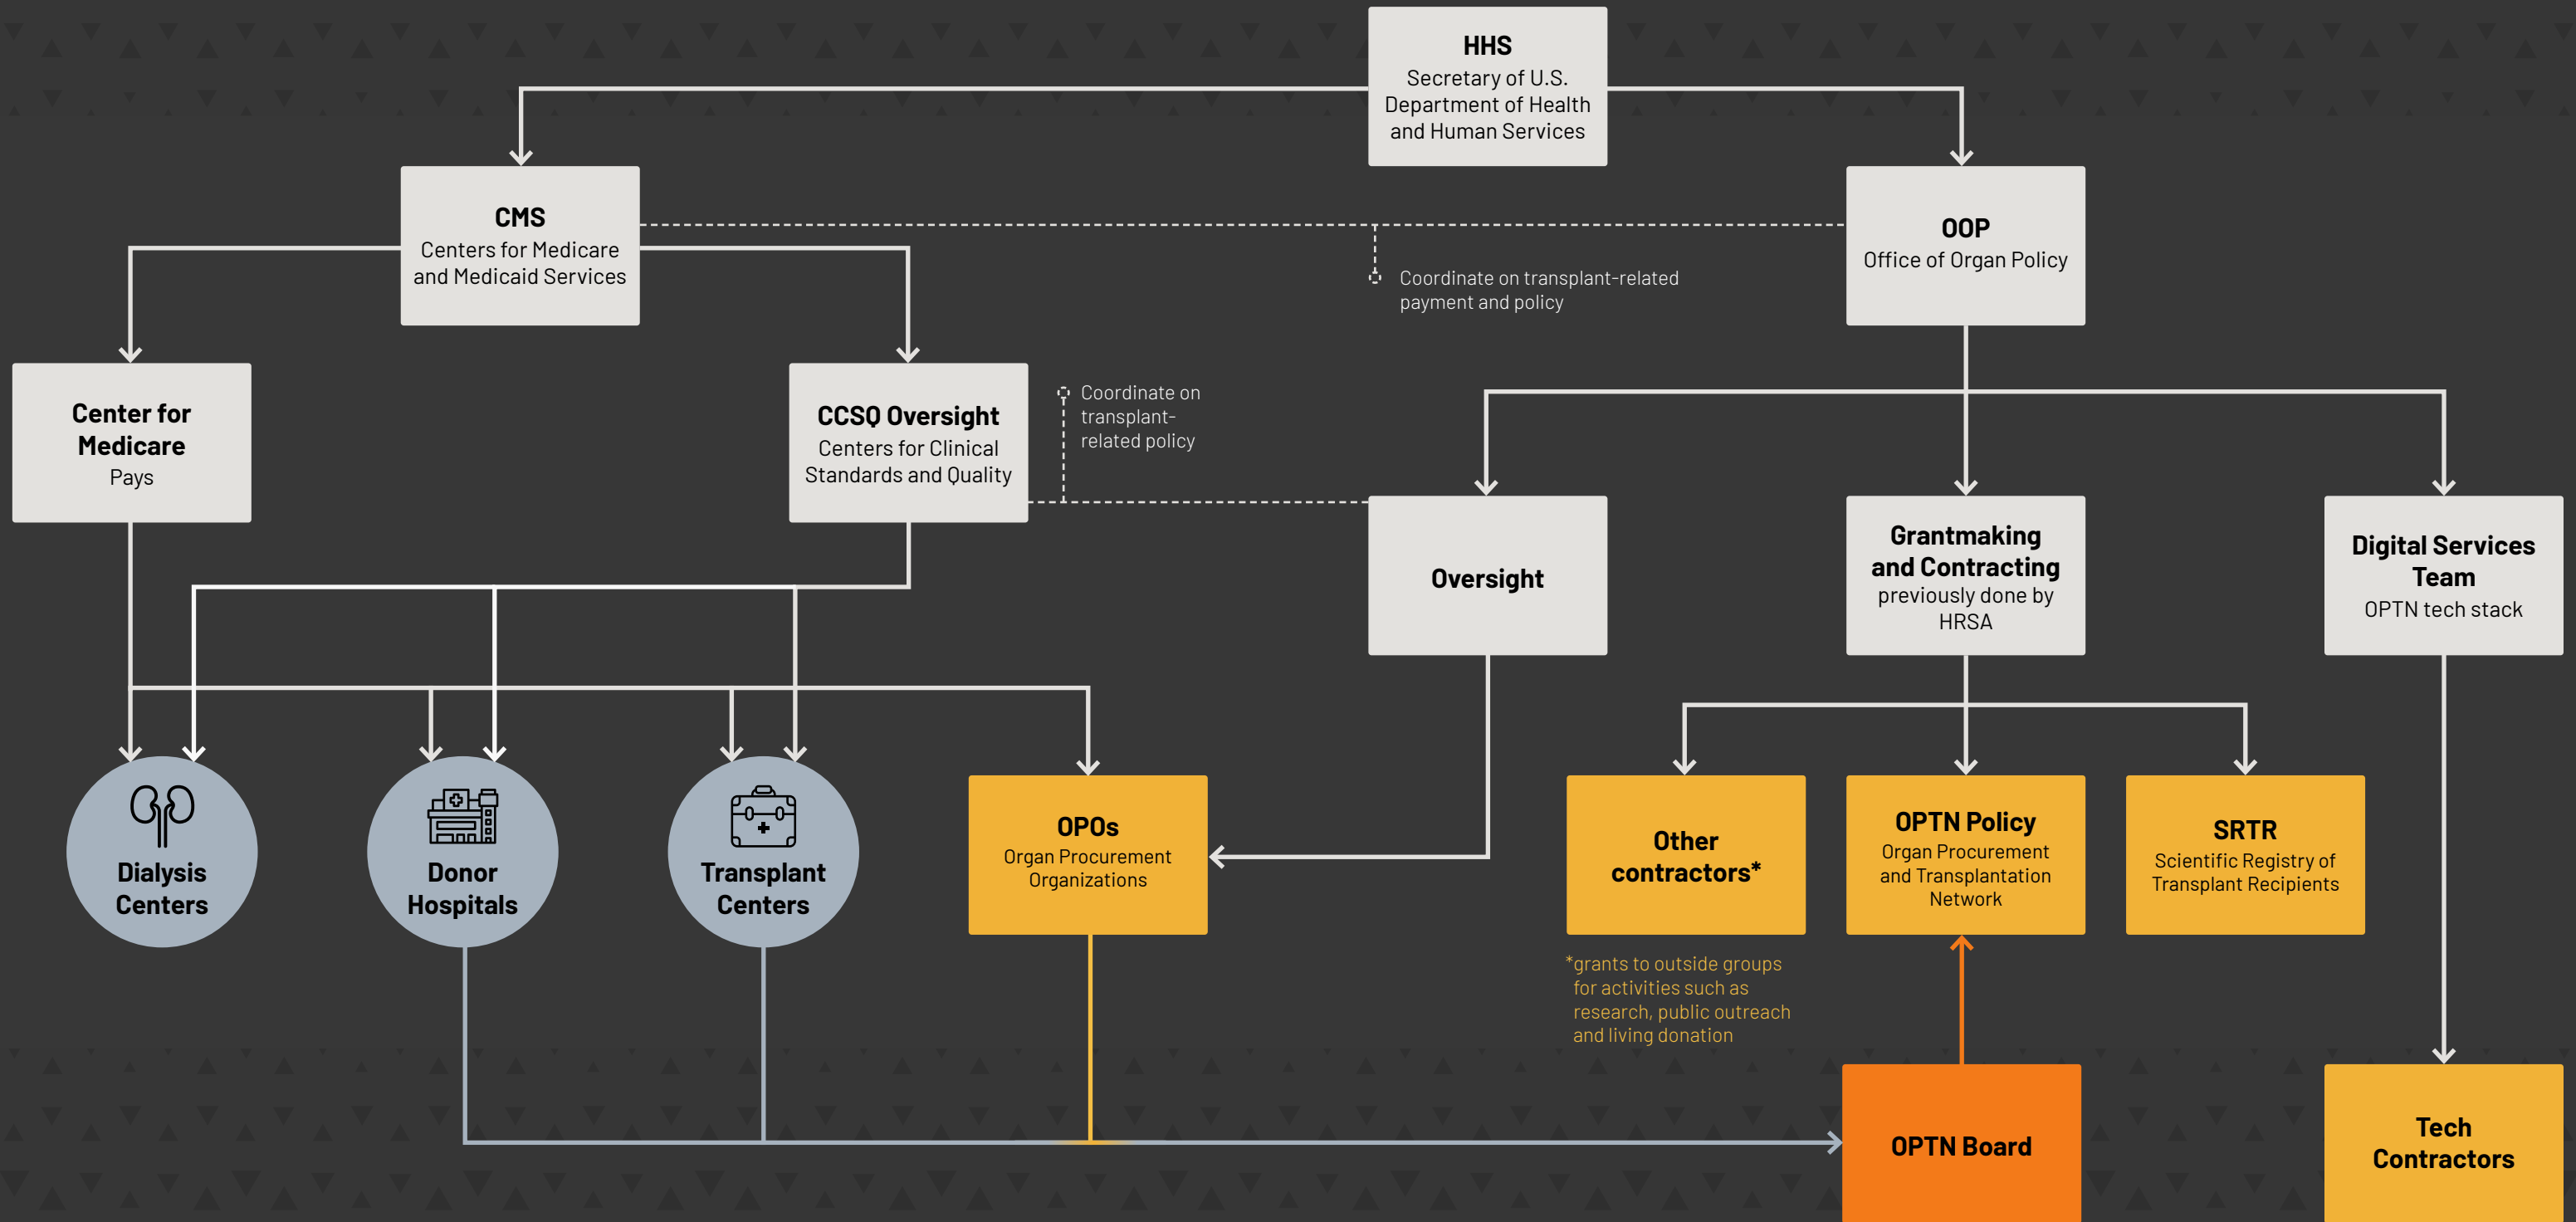 HHS
Secretary of U.S.
Department of Health
and Human Services
CMS
Centers for Medicare
and Medicaid Services
OOP
Office of Organ Policy
Coordinate on transplant-related
payment and policy
Center for
Medicare
Pays
CCSQ Oversight
Centers for Clinical
Standards and Quality
Coordinate on
transplant-
related policy
Oversight
Grantmaking
and Contracting
previously done by
HRSA
Digital Services
Team
OPTN tech stack
Dialysis
Centers
Donor
Hospitals
Transplant
Centers
OPOs
Organ Procurement
Organizations
Other
contractors*
OPTN Policy
Organ Procurement
and Transplantation
Network
SRTR
Scientific Registry of
Transplant Recipients
*grants to outside groups
for activities such as
research, public outreach
and living donation
OPTN Board
Tech
Contractors